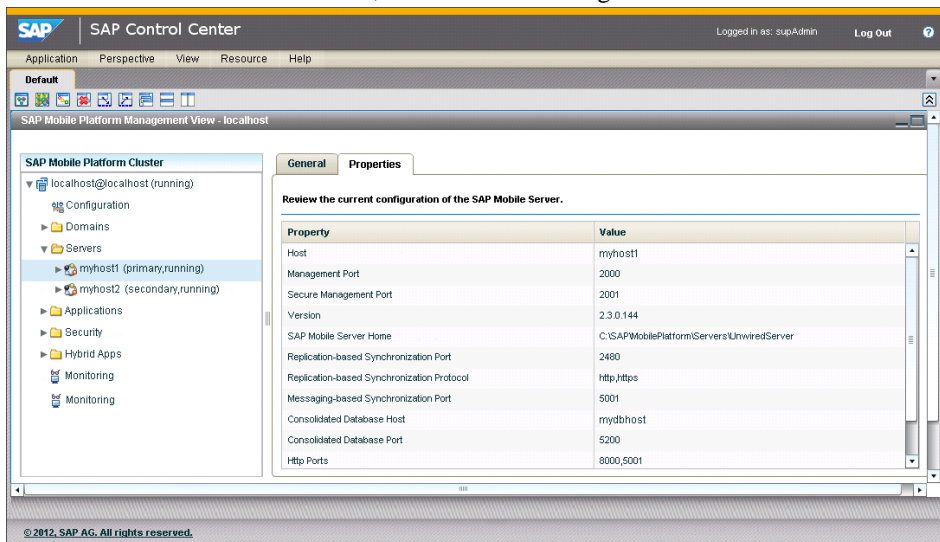 SAP SAP Control Center Logged in as: supAdmin Log Out ?
Application Perspective View Resource Help
Default
SAP Mobile Platform Management View - localhost
SAP Mobile Platform Cluster
localhost@localhost (running)
Configuration
Domains
Servers
myhost1 (primary,running)
myhost2 (secondary,running)
Applications
Security
Hybrid Apps
Monitoring
Monitoring
General Properties
Review the current configuration of the SAP Mobile Server.
Property Value
Host myhost1
Management Port 2000
Secure Management Port 2001
Version 2.3.0.144
SAP Mobile Server Home C:\SAP\MobilePlatform\Servers\UnwiredServer
Replication-based Synchronization Port 2480
Replication-based Synchronization Protocol http,https
Messaging-based Synchronization Port 5001
Consolidated Database Host mydbhost
Consolidated Database Port 5200
Http Ports 8000,5001
© 2012, SAP AG. All rights reserved.